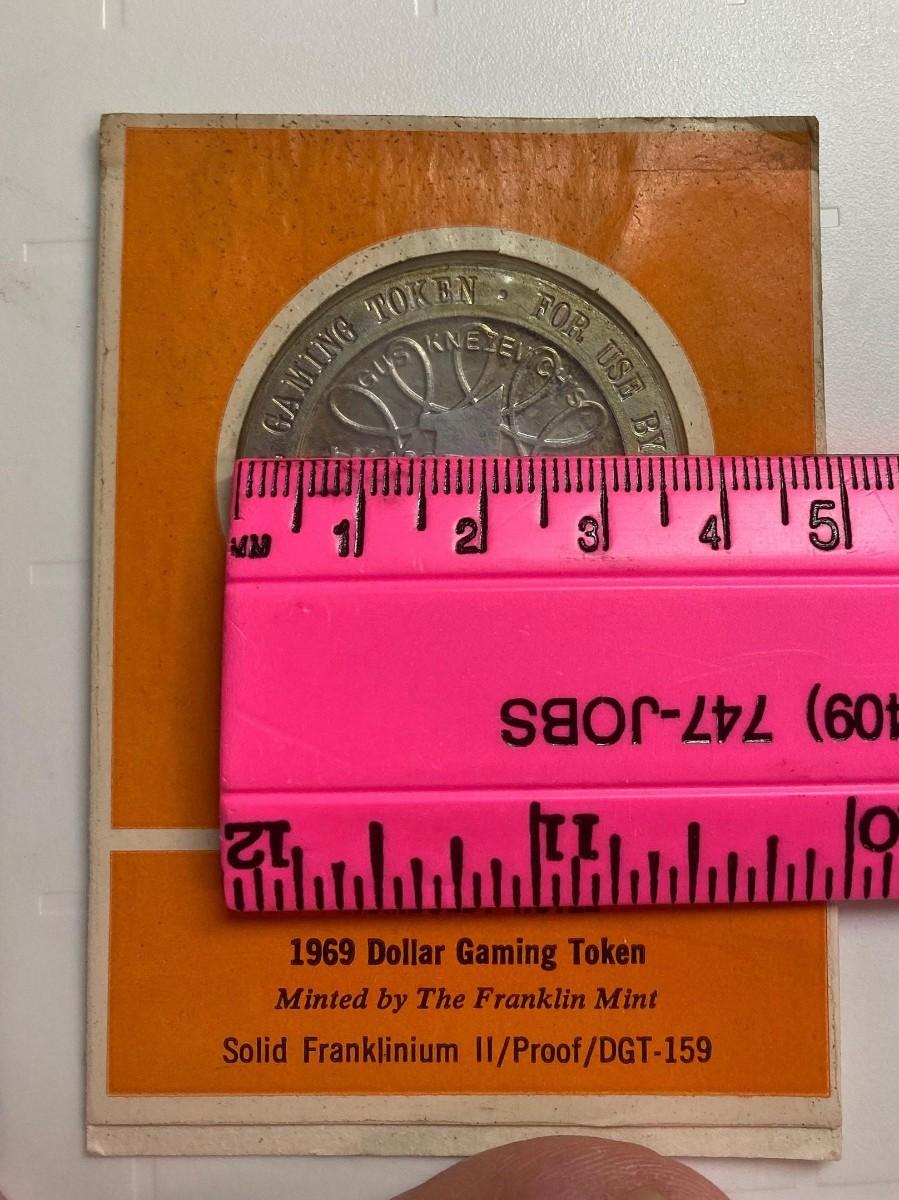 GAMING TOKEN · FOR USE BY
GUS KNEZEVICH'S
MM 1 2 3 4 5
(409) 747-JOBS
12 11 10
1969 Dollar Gaming Token
Minted by The Franklin Mint
Solid Franklinium II/Proof/DGT-159